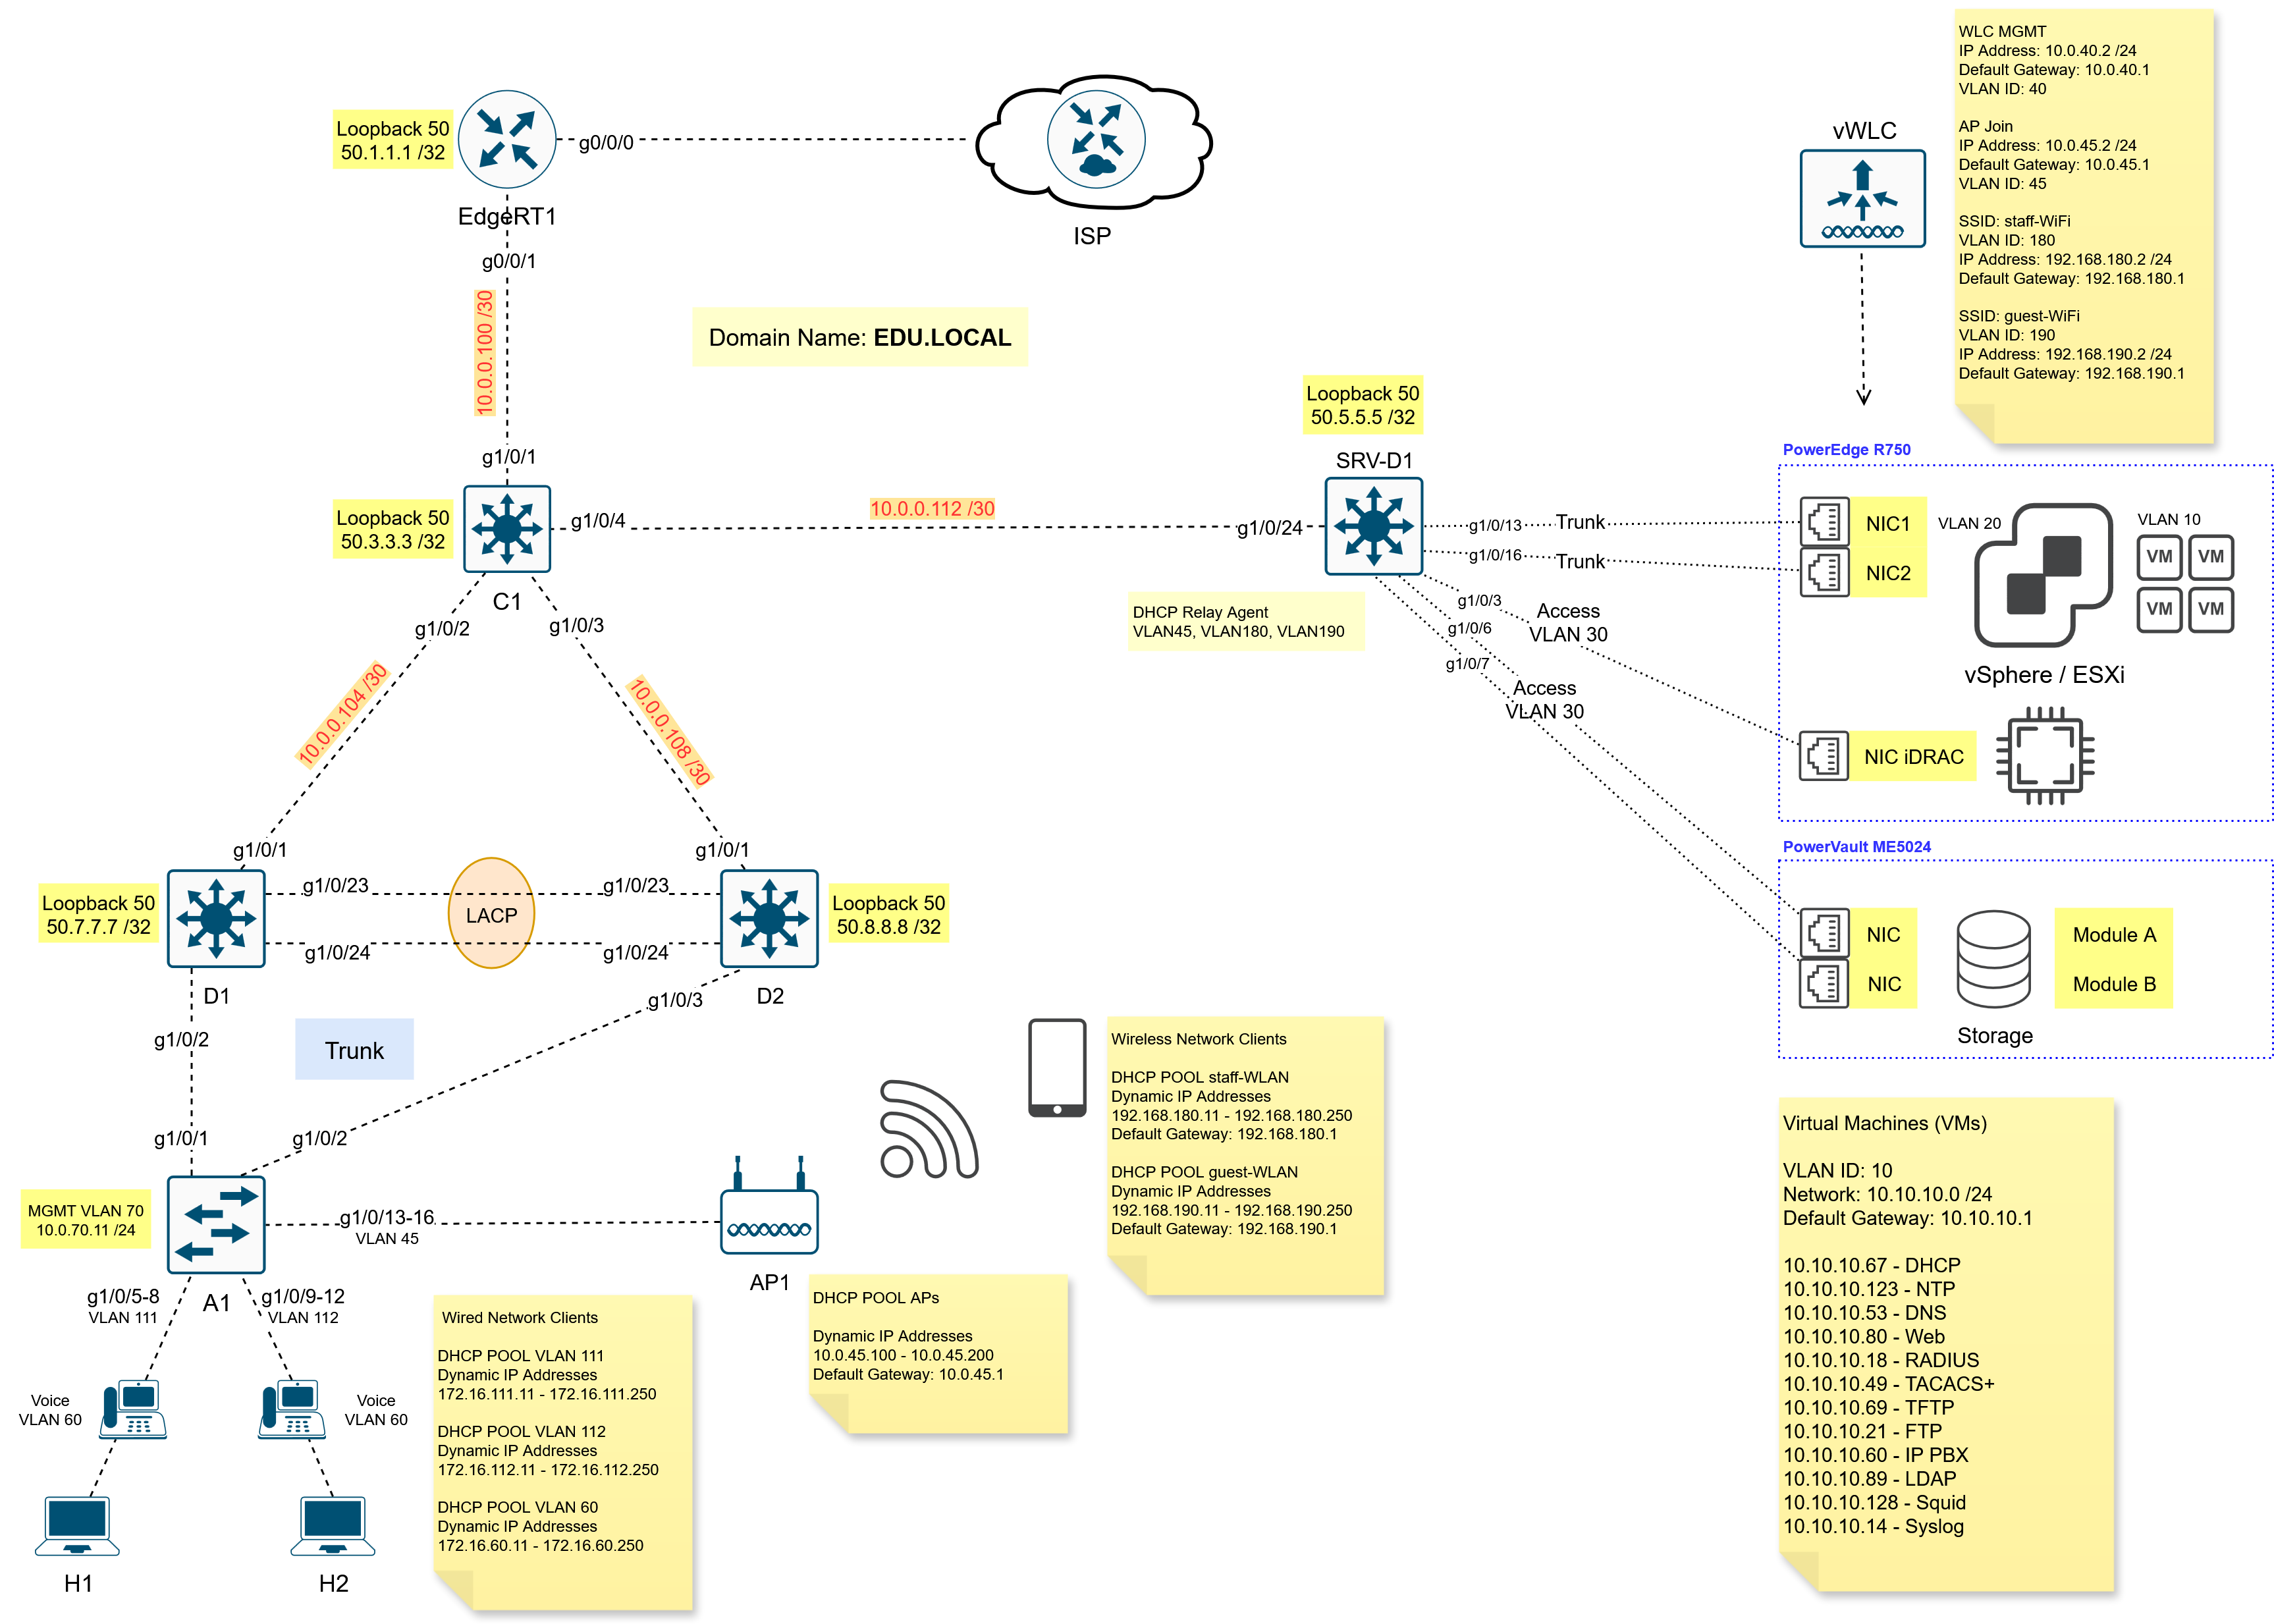 WLC MGMT
IP Address: 10.0.40.2 /24
Default Gateway: 10.0.40.1
VLAN ID: 40
AP Join
IP Address: 10.0.45.2 /24
Default Gateway: 10.0.45.1
VLAN ID: 45
SSID: staff-WiFi
VLAN ID: 180
IP Address: 192.168.180.2 /24
Default Gateway: 192.168.180.1
SSID: guest-WiFi
VLAN ID: 190
IP Address: 192.168.190.2 /24
Default Gateway: 192.168.190.1
vWLC
Loopback 50
50.1.1.1 /32
g0/0/0
EdgeRT1
ISP
g0/0/1
10.0.0.100 /30
Domain Name: EDU.LOCAL
g1/0/1
Loopback 50
50.3.3.3 /32
g1/0/4
10.0.0.112 /30
C1
g1/0/2
g1/0/3
Loopback 50
50.5.5.5 /32
SRV-D1
g1/0/24
DHCP Relay Agent
VLAN45, VLAN180, VLAN190
g1/0/13
Trunk
g1/0/16
Trunk
g1/0/3
Access
VLAN 30
g1/0/6
g1/0/7
Access
VLAN 30
PowerEdge R750
NIC1
NIC2
VLAN 20
VLAN 10
VM
VM
VM
VM
vSphere / ESXi
NIC iDRAC
PowerVault ME5024
NIC
NIC
Module A
Module B
Storage
10.0.0.104 /30
10.0.0.108 /30
g1/0/1
g1/0/1
Loopback 50
50.7.7.7 /32
g1/0/23
g1/0/23
LACP
g1/0/24
g1/0/24
Loopback 50
50.8.8.8 /32
D1
D2
g1/0/2
g1/0/3
Trunk
g1/0/1
g1/0/2
MGMT VLAN 70
10.0.70.11 /24
g1/0/13-16
VLAN 45
A1
AP1
g1/0/5-8
VLAN 111
g1/0/9-12
VLAN 112
Voice
VLAN 60
Voice
VLAN 60
H1
H2
Wired Network Clients
DHCP POOL VLAN 111
Dynamic IP Addresses
172.16.111.11 - 172.16.111.250
DHCP POOL VLAN 112
Dynamic IP Addresses
172.16.112.11 - 172.16.112.250
DHCP POOL VLAN 60
Dynamic IP Addresses
172.16.60.11 - 172.16.60.250
DHCP POOL APs
Dynamic IP Addresses
10.0.45.100 - 10.0.45.200
Default Gateway: 10.0.45.1
Wireless Network Clients
DHCP POOL staff-WLAN
Dynamic IP Addresses
192.168.180.11 - 192.168.180.250
Default Gateway: 192.168.180.1
DHCP POOL guest-WLAN
Dynamic IP Addresses
192.168.190.11 - 192.168.190.250
Default Gateway: 192.168.190.1
Virtual Machines (VMs)
VLAN ID: 10
Network: 10.10.10.0 /24
Default Gateway: 10.10.10.1
10.10.10.67 - DHCP
10.10.10.123 - NTP
10.10.10.53 - DNS
10.10.10.80 - Web
10.10.10.18 - RADIUS
10.10.10.49 - TACACS+
10.10.10.69 - TFTP
10.10.10.21 - FTP
10.10.10.60 - IP PBX
10.10.10.89 - LDAP
10.10.10.128 - Squid
10.10.10.14 - Syslog